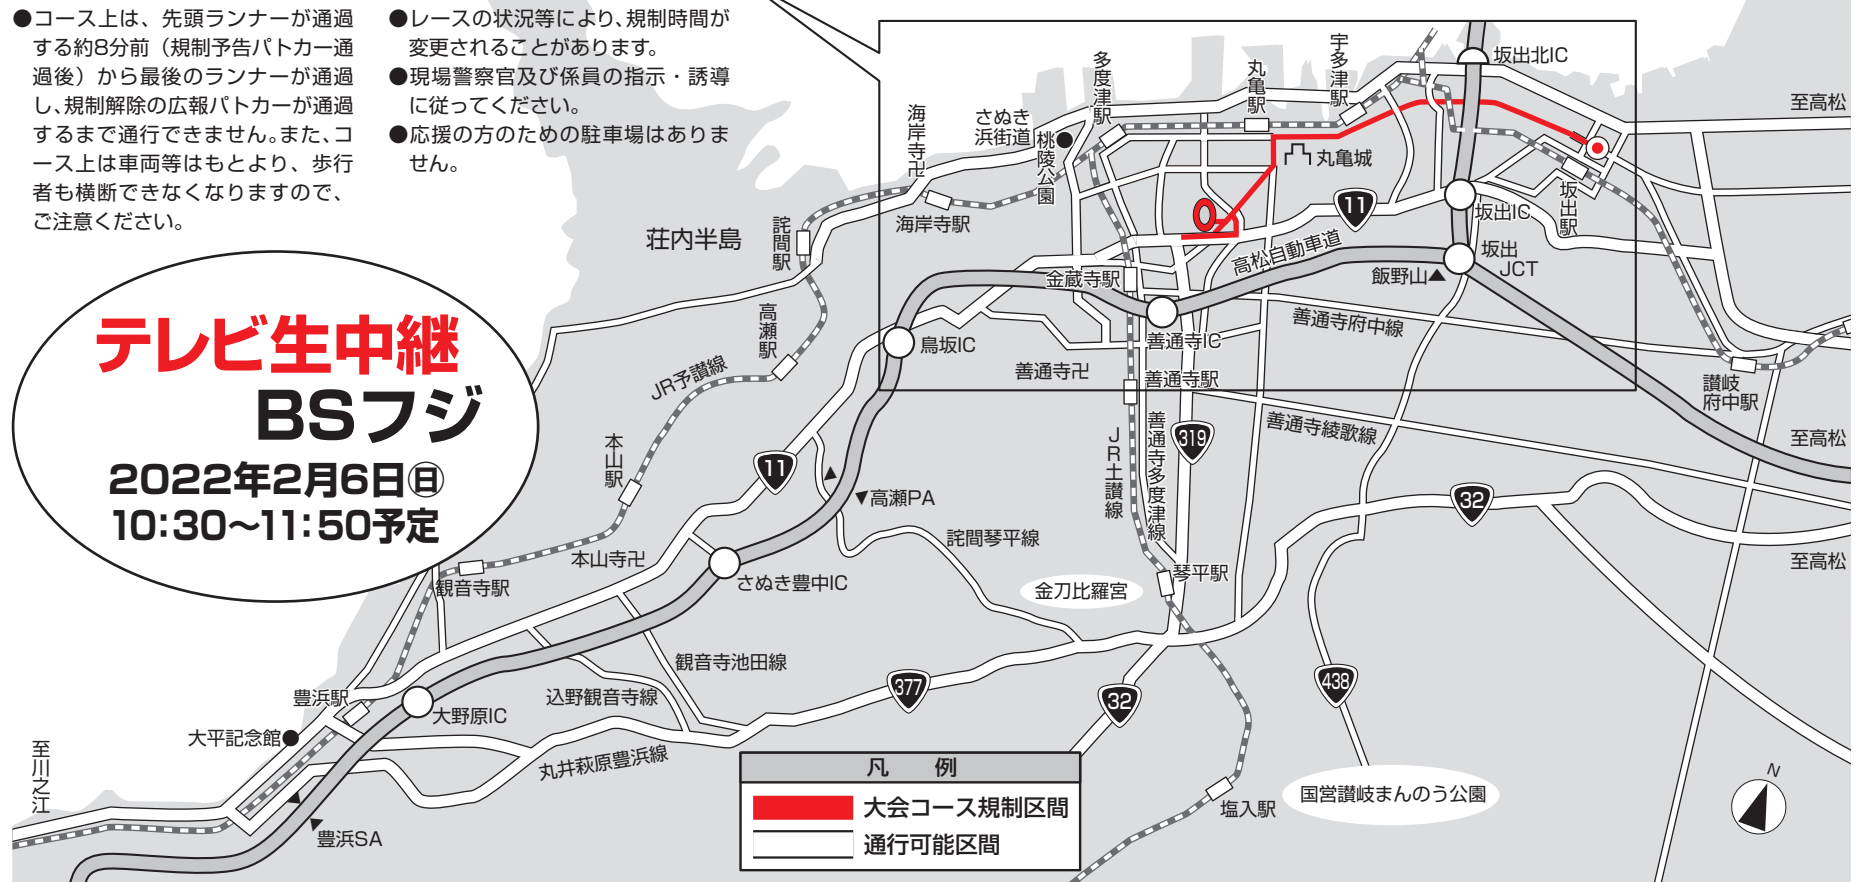 ●コース上は、先頭ランナーが通過
する約8分前（規制予告パトカー通
過後）から最後のランナーが通過
し、規制解除の広報パトカーが通過
するまで通行できません。また、コ
ース上は車両等はもとより、歩行
者も横断できなくなりますので、
ご注意ください。
●レースの状況等により、規制時間が
変更されることがあります。
●現場警察官及び係員の指示・誘導
に従ってください。
●応援の方のための駐車場はありま
せん。
テレビ生中継
BSフジ
2022年2月6日㊐
10:30〜11:50予定
坂出北IC
宇多津駅
丸亀駅
多度津駅
至高松
海岸寺卍
さぬき
浜街道
桃陵公園
丸亀城
坂出駅
11
坂出IC
海岸寺駅
荘内半島
詫間駅
高松自動車道
坂出
JCT
飯野山▲
金蔵寺駅
善通寺府中線
高瀬駅
善通寺IC
鳥坂IC
善通寺卍
善通寺駅
JR予讃線
讃岐
府中駅
善通寺綾歌線
至高松
319
本山駅
JR土讃線
善通寺多度津線
11
▼高瀬PA
32
詫間琴平線
本山寺卍
至高松
さぬき豊中IC
観音寺駅
琴平駅
金刀比羅宮
観音寺池田線
377
438
込野観音寺線
32
豊浜駅
大野原IC
大平記念館●
至川之江
丸井萩原豊浜線
凡 例
大会コース規制区間
通行可能区間
塩入駅
国営讃岐まんのう公園
N
豊浜SA